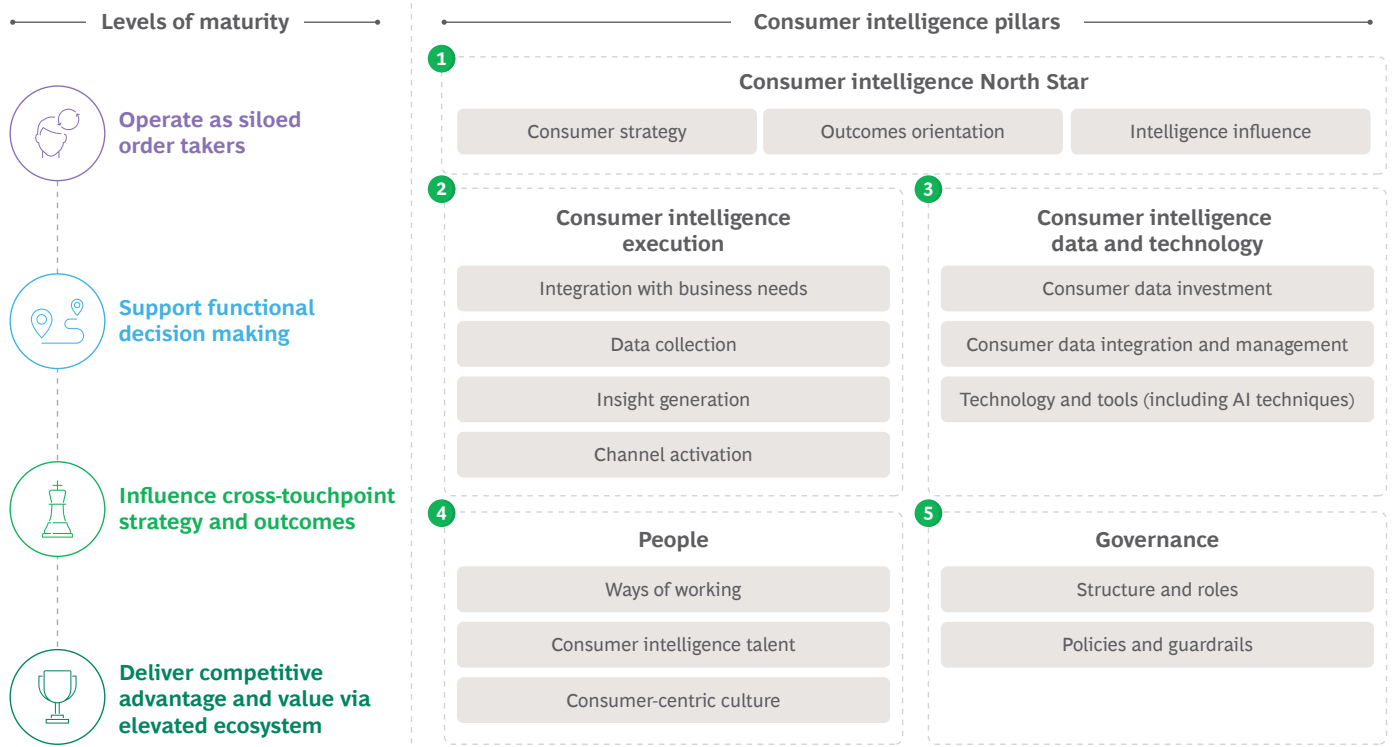 Levels of maturity
Operate as siloed
order takers
Support functional
decision making
Influence cross-touchpoint
strategy and outcomes
Deliver competitive
advantage and value via
elevated ecosystem
Consumer intelligence pillars
1
Consumer intelligence North Star
Consumer strategy
Outcomes orientation
Intelligence influence
2
Consumer intelligence
execution
Integration with business needs
Data collection
Insight generation
Channel activation
3
Consumer intelligence
data and technology
Consumer data investment
Consumer data integration and management
Technology and tools (including AI techniques)
4
People
Ways of working
Consumer intelligence talent
Consumer-centric culture
5
Governance
Structure and roles
Policies and guardrails